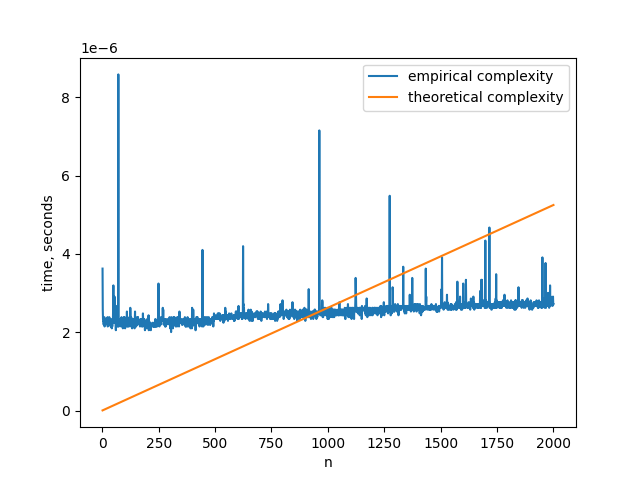 1e−6
empirical complexity
theoretical complexity
8
6
4
2
0
time, seconds
0 250 500 750 1000 1250 1500 1750 2000
n